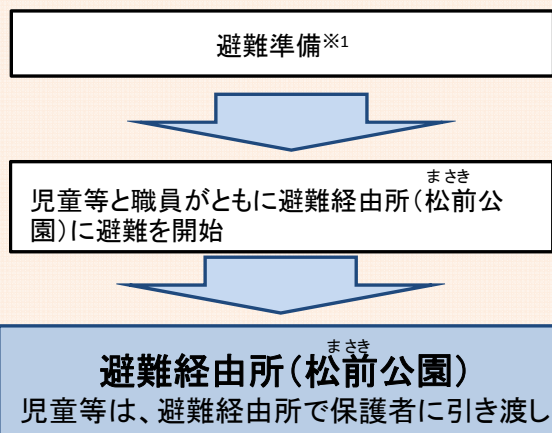 避難準備※1
まさき
児童等と職員がともに避難経由所(松前公
園)に避難を開始
まさき
避難経由所(松前公園)
児童等は、避難経由所で保護者に引き渡し